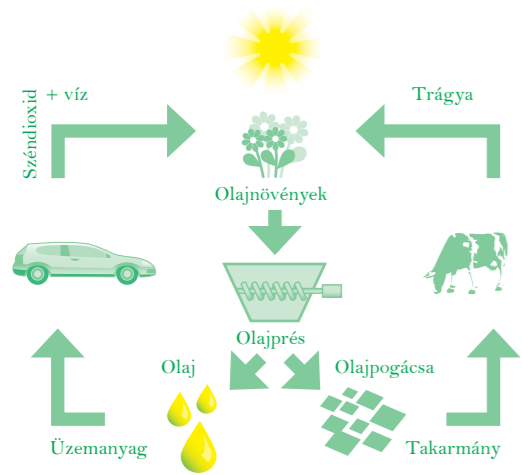 Széndioxid
+ víz
Trágya
Olajnövények
Olajprés
Olaj
Olajpogácsa
Üzemanyag
Takarmány